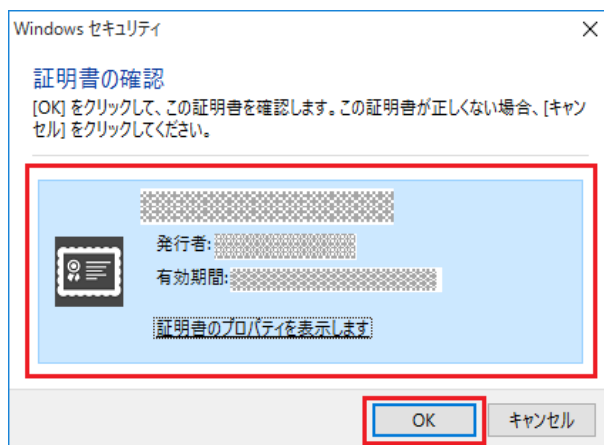 Windows セキュリティ
証明書の確認
[OK] をクリックして、この証明書を確認します。この証明書が正しくない場合、[キャン
セル] をクリックしてください。
発行者:
有効期間:
証明書のプロパティを表示します
OK
キャンセル